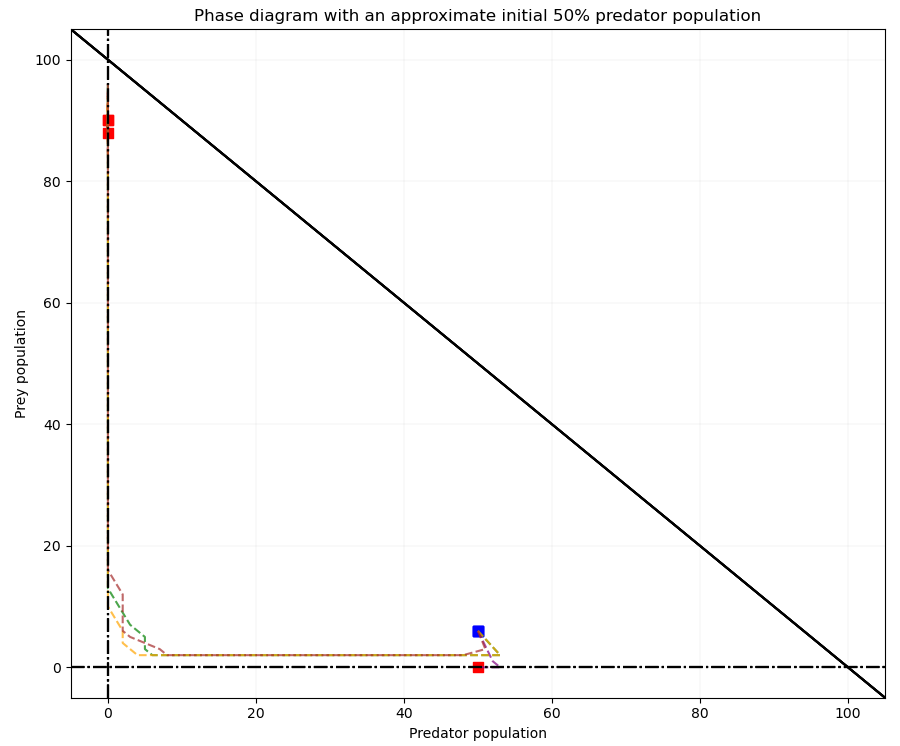 Phase diagram with an approximate initial 50% predator population
100
80
60
40
20
0
Prey population
0 20 40 60 80 100
Predator population